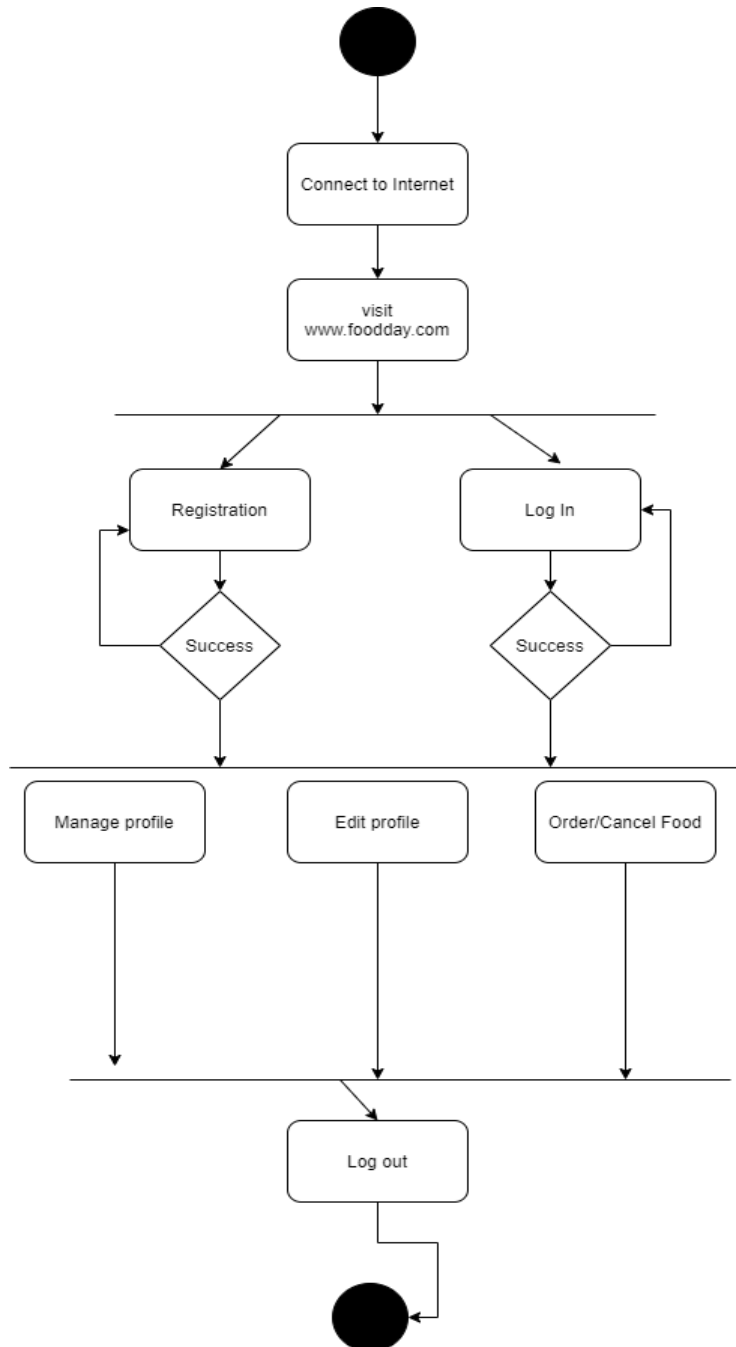 Connect to Internet
visit
www.foodday.com
Registration
Log In
Success
Success
Manage profile
Edit profile
Order/Cancel Food
Log out